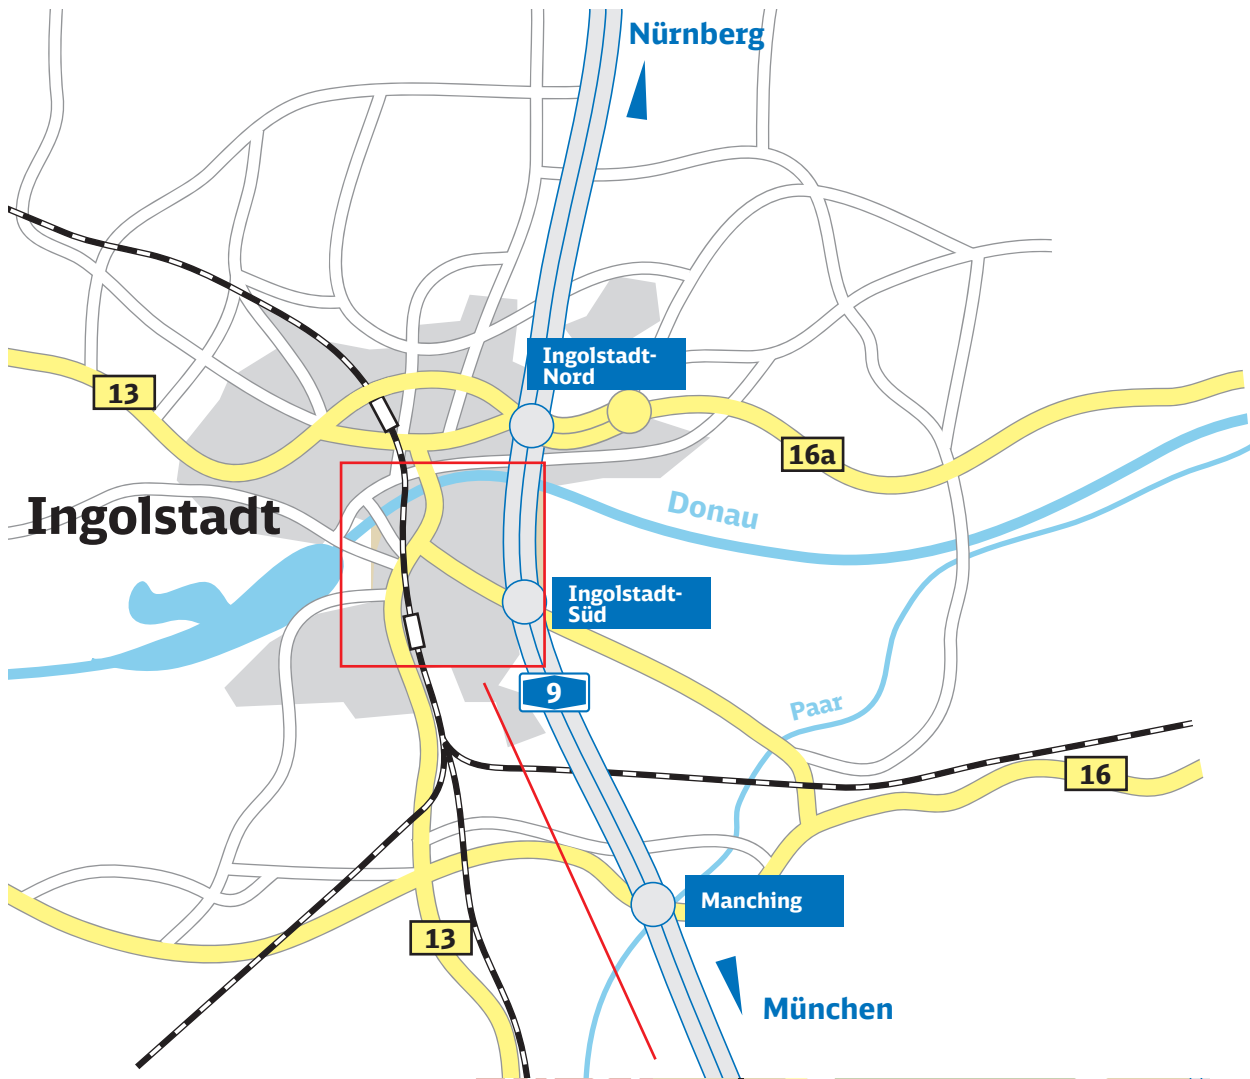 Nürnberg
Ingolstadt-
Nord
13
16a
Ingolstadt
Donau
Ingolstadt-
Süd
9
Paar
16
Manching
13
München